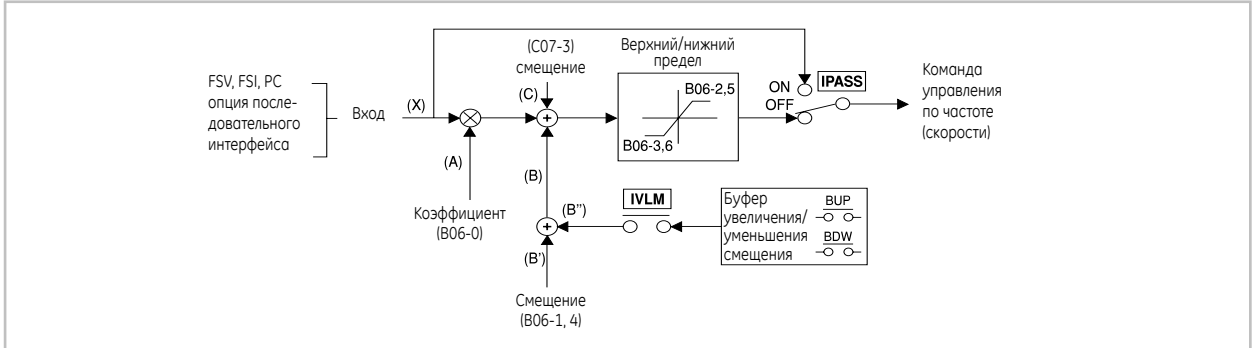 FSV, FSI, PC
опция после-
довательного
интерфейса
Вход
(X)
(A)
Коэффициент
(B06-0)
(C07-3)
смещение
(C)
(B)
(B')
Смещение
(B06-1, 4)
(B'')
IVLM
Верхний/нижний
предел
B06-2,5
B06-3,6
Буфер
увеличения/
уменьшения
смещения
BUP
BDW
ON
OFF
IPASS
Команда
управления
по частоте
(скорости)